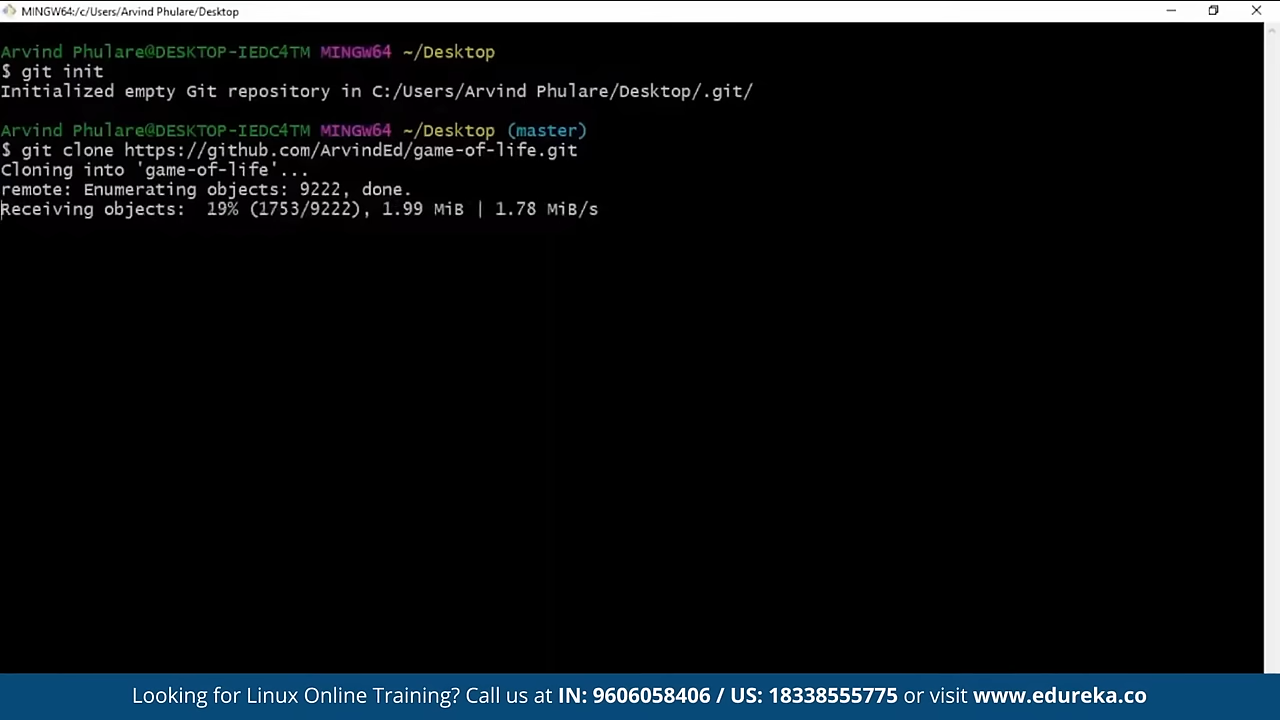 MINGW64:/c/Users/Arvind Phulare/Desktop
Arvind Phulare@DESKTOP-IEDC4TM MINGW64 ~/Desktop
$ git init
Initialized empty Git repository in C:/Users/Arvind Phulare/Desktop/.git/
Arvind Phulare@DESKTOP-IEDC4TM MINGW64 ~/Desktop (master)
$ git clone https://github.com/ArvindEd/game-of-life.git
Cloning into 'game-of-life'...
remote: Enumerating objects: 9222, done.
Receiving objects:  19% (1753/9222), 1.99 MiB | 1.78 MiB/s
Looking for Linux Online Training? Call us at IN: 9606058406 / US: 18338555775 or visit www.edureka.co